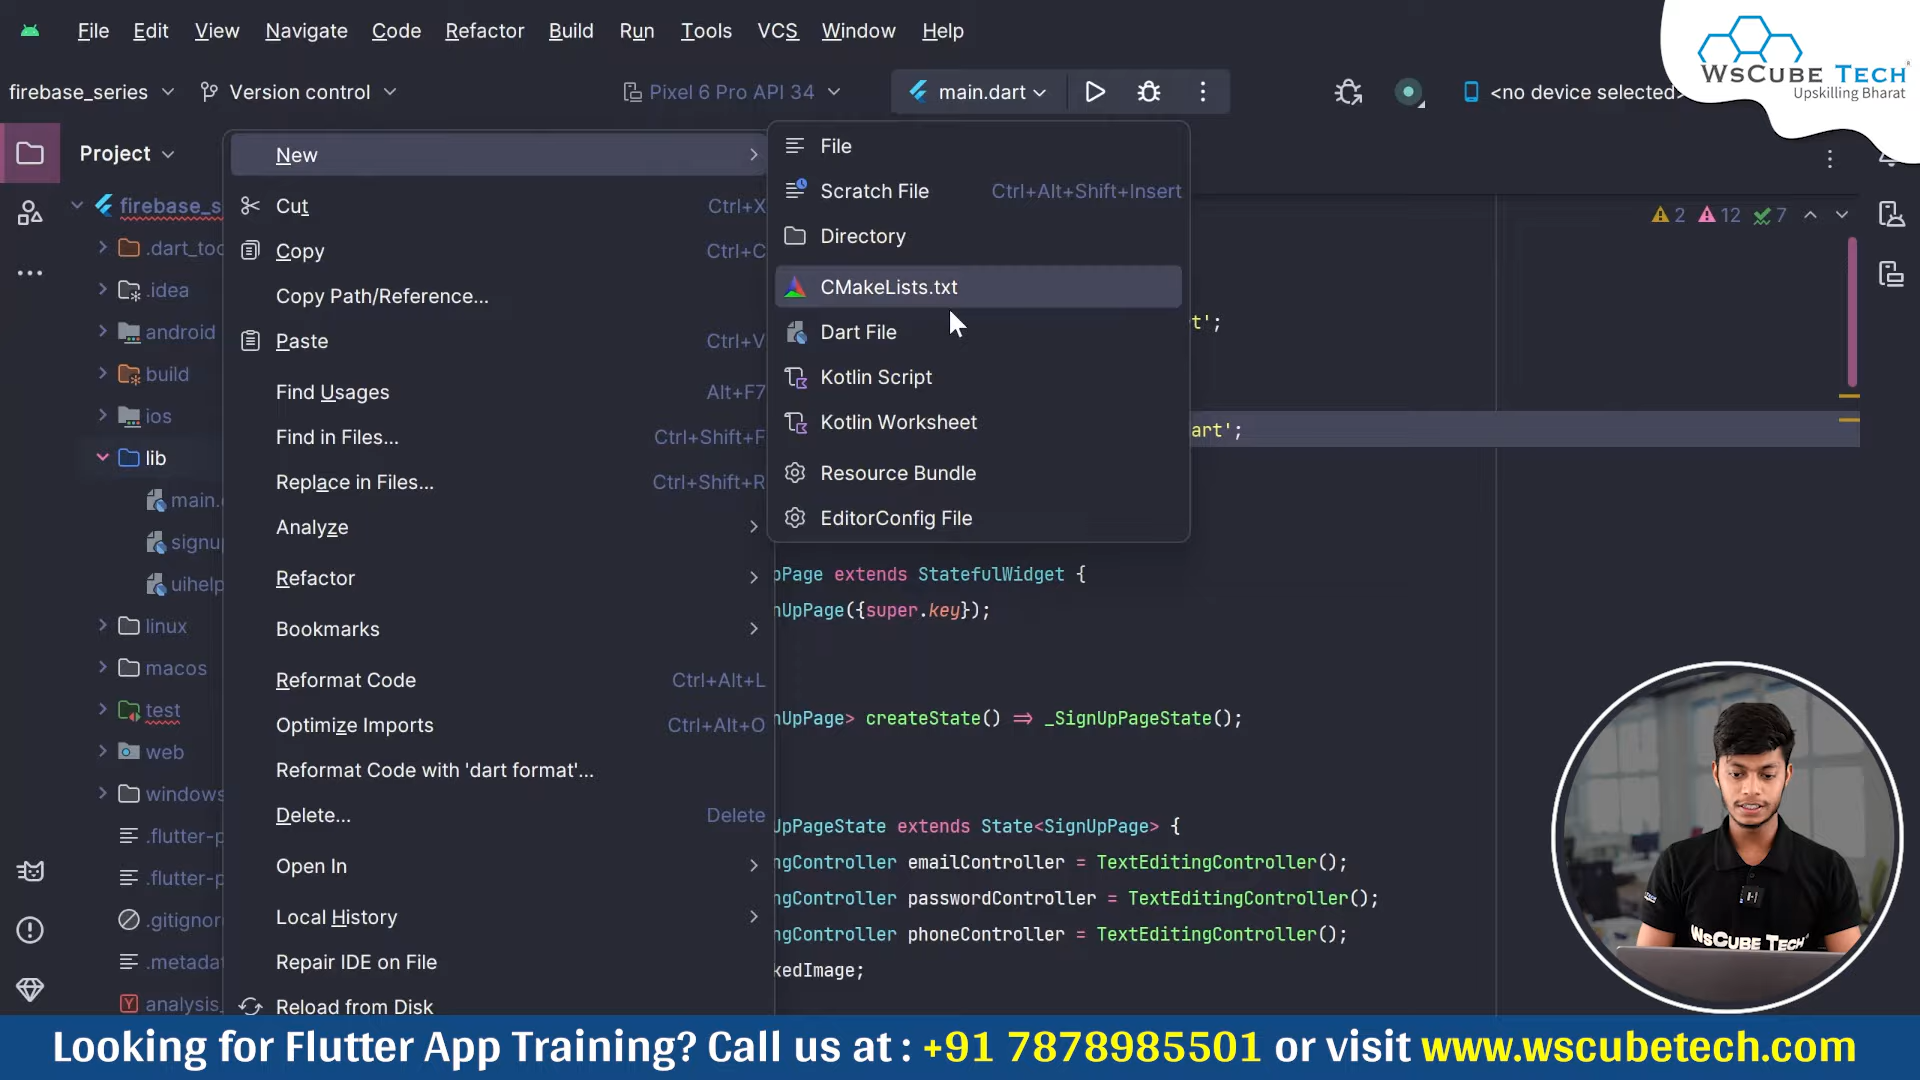 File Edit View Navigate Code Refactor Build Run Tools VCS Window Help
WsCube Tech
Upskilling Bharat
firebase_series Version control Pixel 6 Pro API 34 main.dart <no device selected>
Project
firebase_s
.dart_too
.idea
android
build
ios
lib
main.
signu
uihelp
linux
macos
test
web
windows
.flutter-p
.flutter-p
.gitignor
.metadat
analysis_
New
Cut Ctrl+X
Copy Ctrl+C
Copy Path/Reference...
Paste Ctrl+V
Find Usages Alt+F7
Find in Files... Ctrl+Shift+F
Replace in Files... Ctrl+Shift+R
Analyze
Refactor
Bookmarks
Reformat Code Ctrl+Alt+L
Optimize Imports Ctrl+Alt+O
Reformat Code with 'dart format'...
Delete... Delete
Open In
Local History
Repair IDE on File
Reload from Disk
File
Scratch File Ctrl+Alt+Shift+Insert
Directory
CMakeLists.txt
Dart File
Kotlin Script
Kotlin Worksheet
Resource Bundle
EditorConfig File
2 12 7
t';
art';
pPage extends StatefulWidget {
nUpPage({super.key});
nUpPage> createState() => _SignUpPageState();
UpPageState extends State<SignUpPage> {
ngController emailController = TextEditingController();
ngController passwordController = TextEditingController();
ngController phoneController = TextEditingController();
kedImage;
WsCube Tech
Looking for Flutter App Training? Call us at : +91 7878985501 or visit www.wscubetech.com